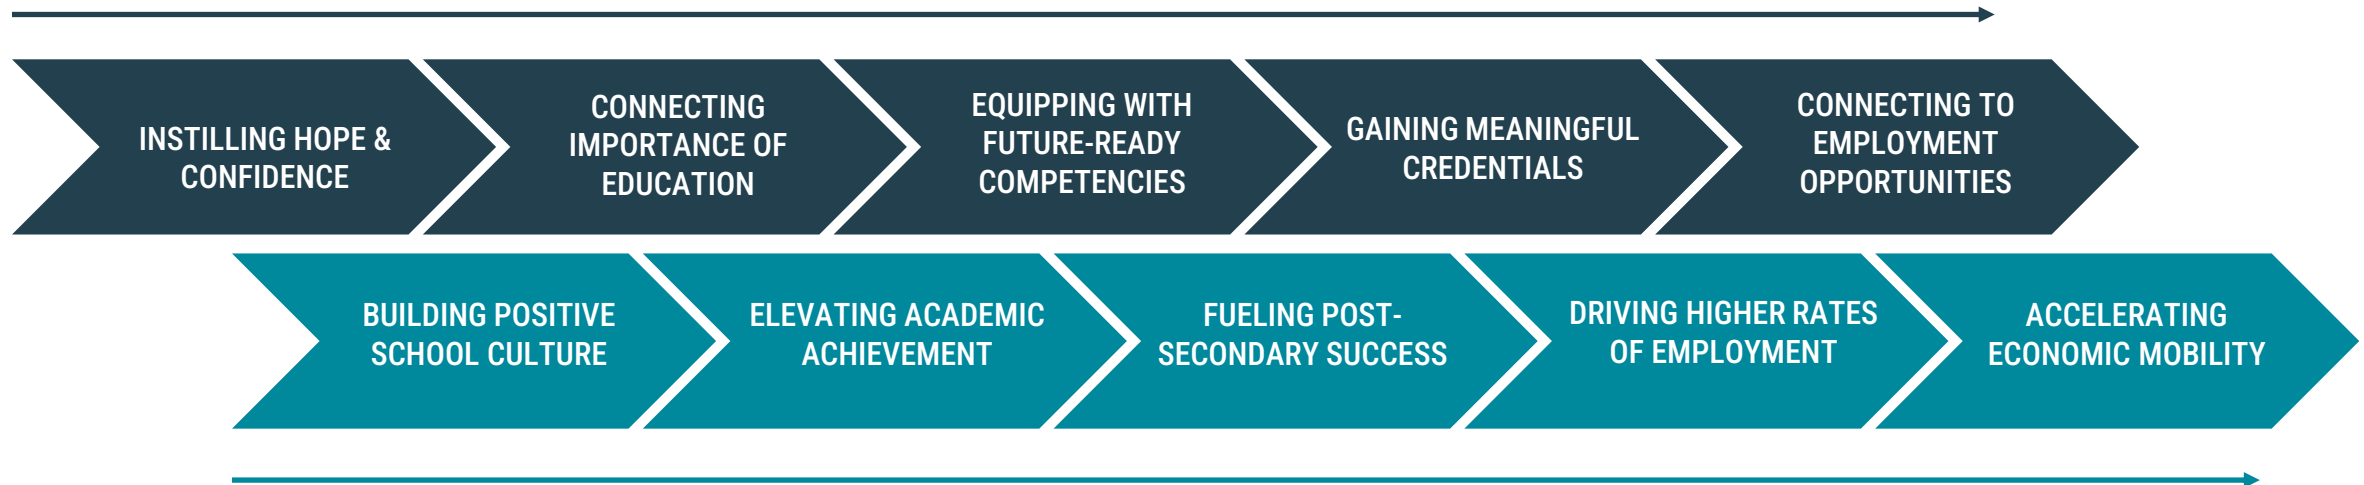 INSTILLING HOPE &
CONFIDENCE
CONNECTING
IMPORTANCE OF
EDUCATION
EQUIPPING WITH
FUTURE-READY
COMPETENCIES
GAINING MEANINGFUL
CREDENTIALS
CONNECTING TO
EMPLOYMENT
OPPORTUNITIES
BUILDING POSITIVE
SCHOOL CULTURE
ELEVATING ACADEMIC
ACHIEVEMENT
FUELING POST-
SECONDARY SUCCESS
DRIVING HIGHER RATES
OF EMPLOYMENT
ACCELERATING
ECONOMIC MOBILITY